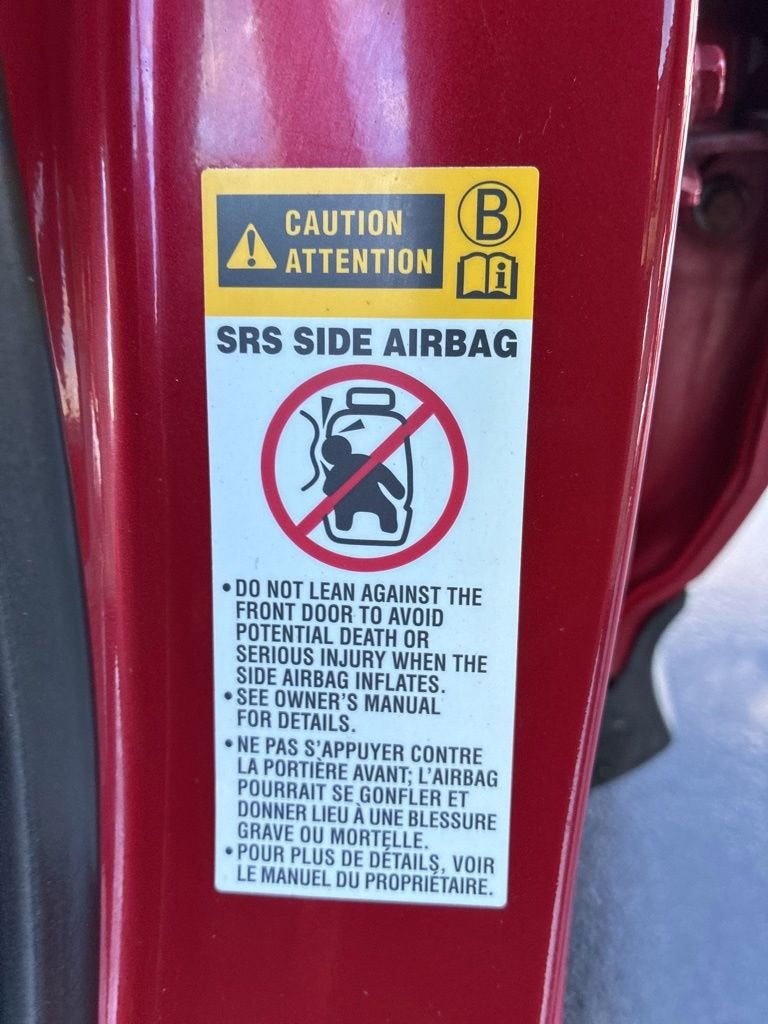 CAUTION
ATTENTION
B
i
SRS SIDE AIRBAG
• DO NOT LEAN AGAINST THE
FRONT DOOR TO AVOID
POTENTIAL DEATH OR
SERIOUS INJURY WHEN THE
SIDE AIRBAG INFLATES.
• SEE OWNER'S MANUAL
FOR DETAILS.
• NE PAS S'APPUYER CONTRE
LA PORTIÈRE AVANT; L'AIRBAG
POURRAIT SE GONFLER ET
DONNER LIEU À UNE BLESSURE
GRAVE OU MORTELLE.
• POUR PLUS DE DÉTAILS, VOIR
LE MANUEL DU PROPRIÉTAIRE.